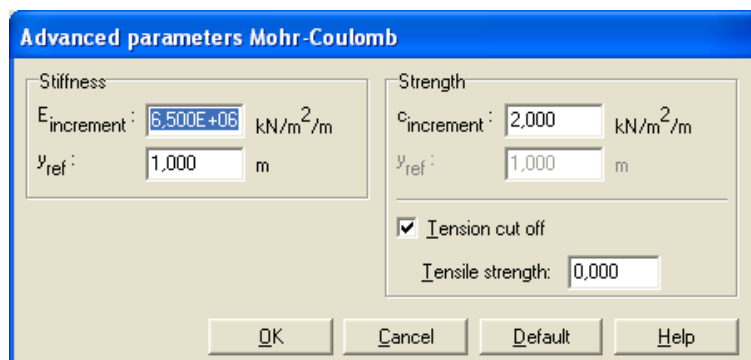 Advanced parameters Mohr-Coulomb
Stiffness
Eincrement : 6,500E+06 kN/m²/m
yref : 1,000 m
Strength
cincrement : 2,000 kN/m²/m
yref : 1,000 m
Tension cut off
Tensile strength: 0,000
OK Cancel Default Help